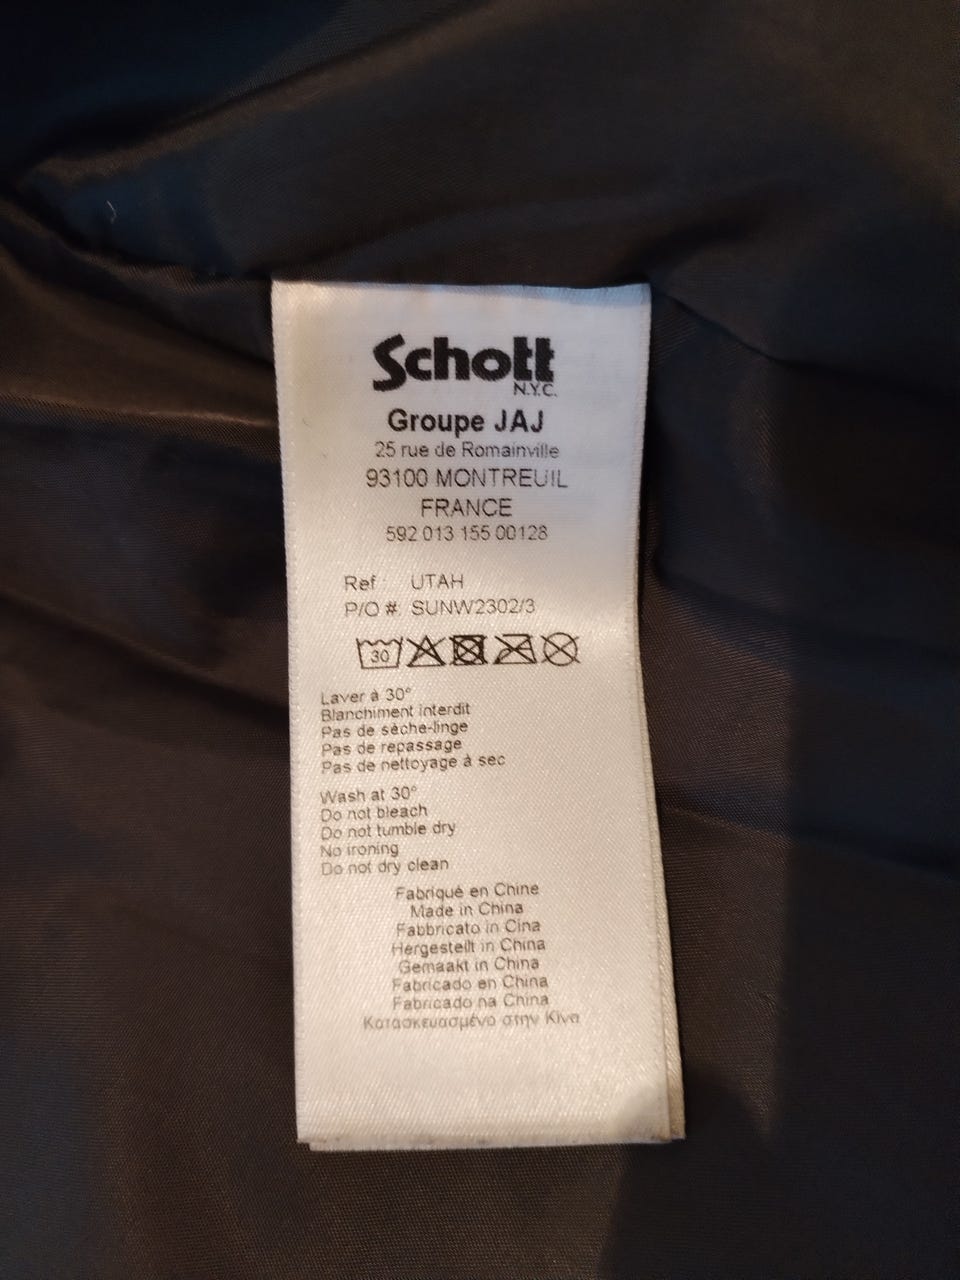 Schott
N.Y.C.
Groupe JAJ
25 rue de Romainville
93100 MONTREUIL
FRANCE
592 013 155 00128
Ref UTAH
P/O # SUNW2302/3
30
Laver à 30°
Blanchiment interdit
Pas de sèche-linge
Pas de repassage
Pas de nettoyage à sec
Wash at 30°
Do not bleach
Do not tumble dry
No ironing
Do not dry clean
Fabriqué en Chine
Made in China
Fabbricato in Cina
Hergestellt in China
Gemaakt in China
Fabricado en China
Fabricado na China
Κατασκευασμένο στην Κίνα